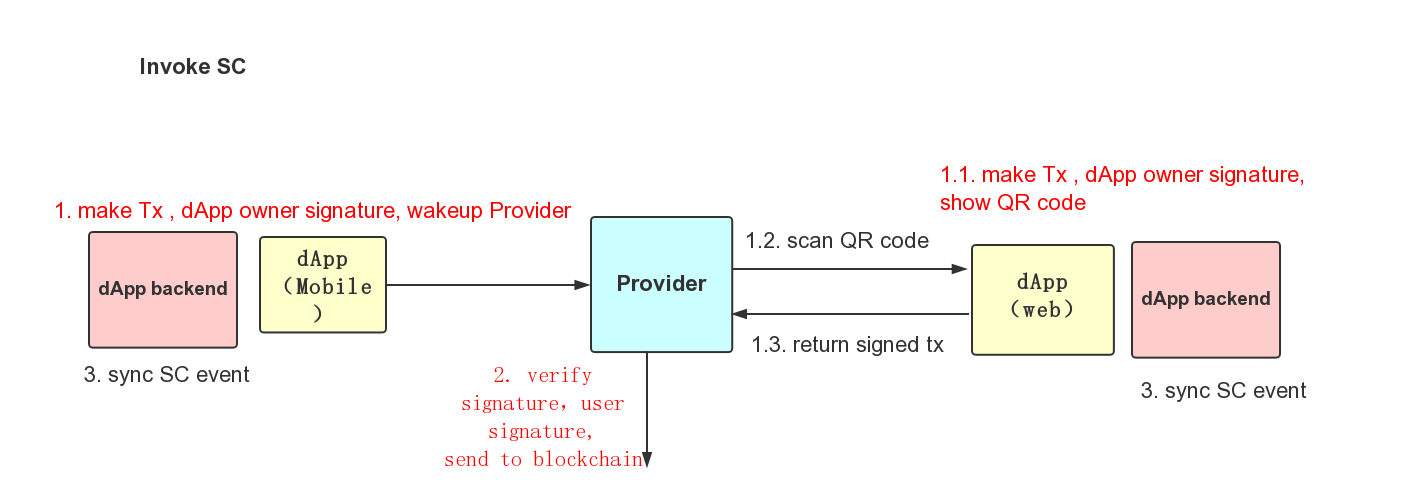 Invoke SC
1.1. make Tx , dApp owner signature,
show QR code
1. make Tx , dApp owner signature, wakeup Provider
dApp backend
dApp
（Mobile
）
Provider
1.2. scan QR code
1.3. return signed tx
dApp
（web）
dApp backend
3. sync SC event
2. verify
signature，user
signature,
send to blockchain
3. sync SC event